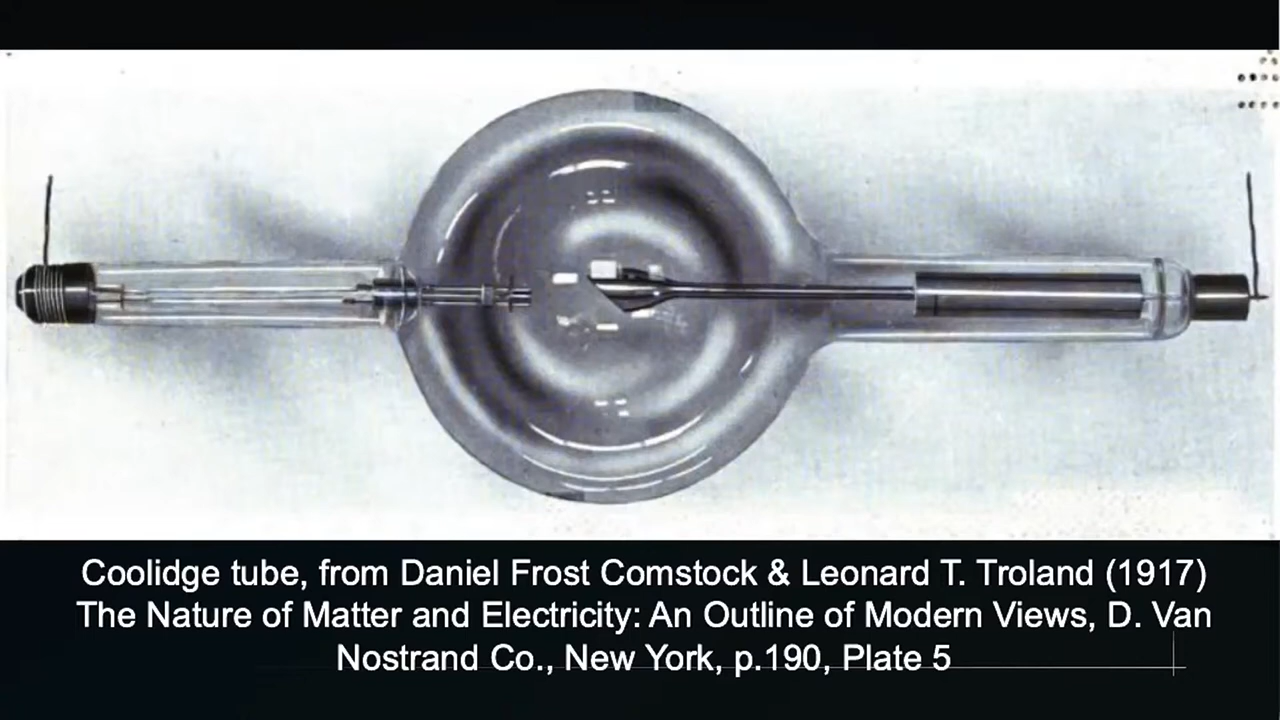 Coolidge tube, from Daniel Frost Comstock & Leonard T. Troland (1917)
The Nature of Matter and Electricity: An Outline of Modern Views, D. Van
Nostrand Co., New York, p.190, Plate 5